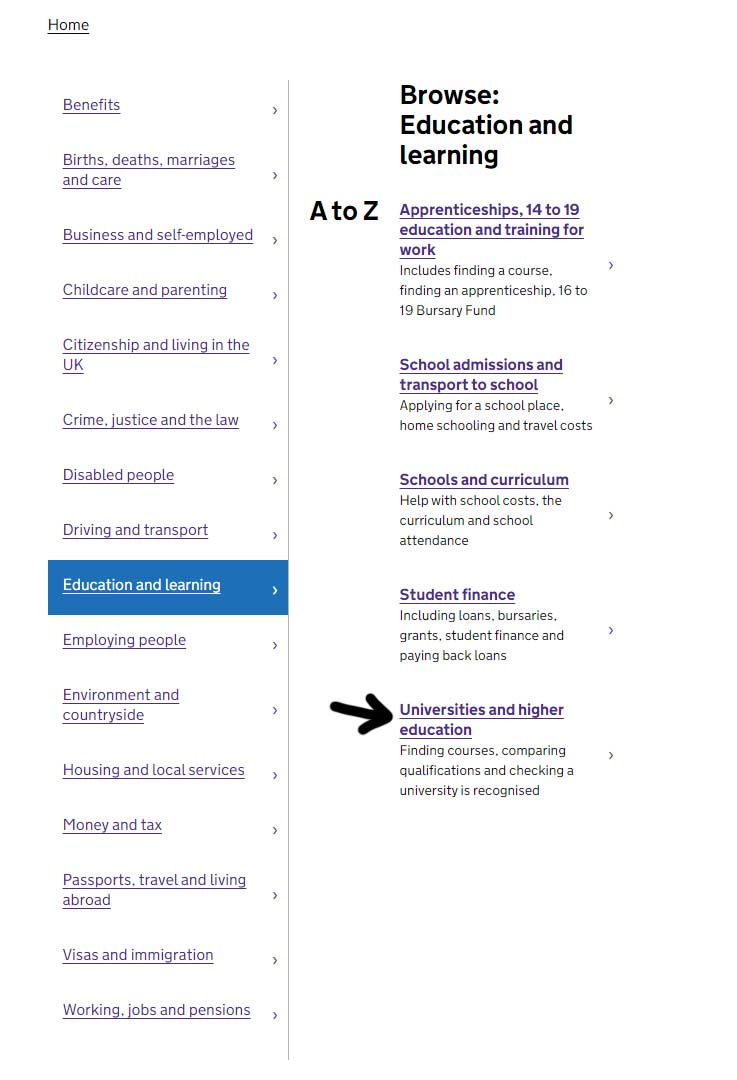 Home
Benefits
Births, deaths, marriages
and care
Business and self-employed
Childcare and parenting
Citizenship and living in the
UK
Crime, justice and the law
Disabled people
Driving and transport
Education and learning
Employing people
Environment and
countryside
Housing and local services
Money and tax
Passports, travel and living
abroad
Visas and immigration
Working, jobs and pensions
Browse:
Education and
learning
A to Z
Apprenticeships, 14 to 19
education and training for
work
Includes finding a course,
finding an apprenticeship, 16 to
19 Bursary Fund
School admissions and
transport to school
Applying for a school place,
home schooling and travel costs
Schools and curriculum
Help with school costs, the
curriculum and school
attendance
Student finance
Including loans, bursaries,
grants, student finance and
paying back loans
Universities and higher
education
Finding courses, comparing
qualifications and checking a
university is recognised